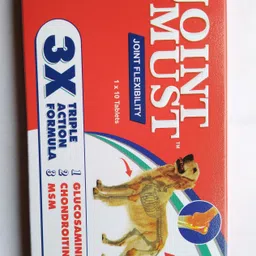 JOINT
MUST™
JOINT FLEXIBILITY
1 x 10 Tablets
3X
TRIPLE
ACTION
FORMULA
1 GLUCOSAMINE
2 CHONDROITIN
3 MSM